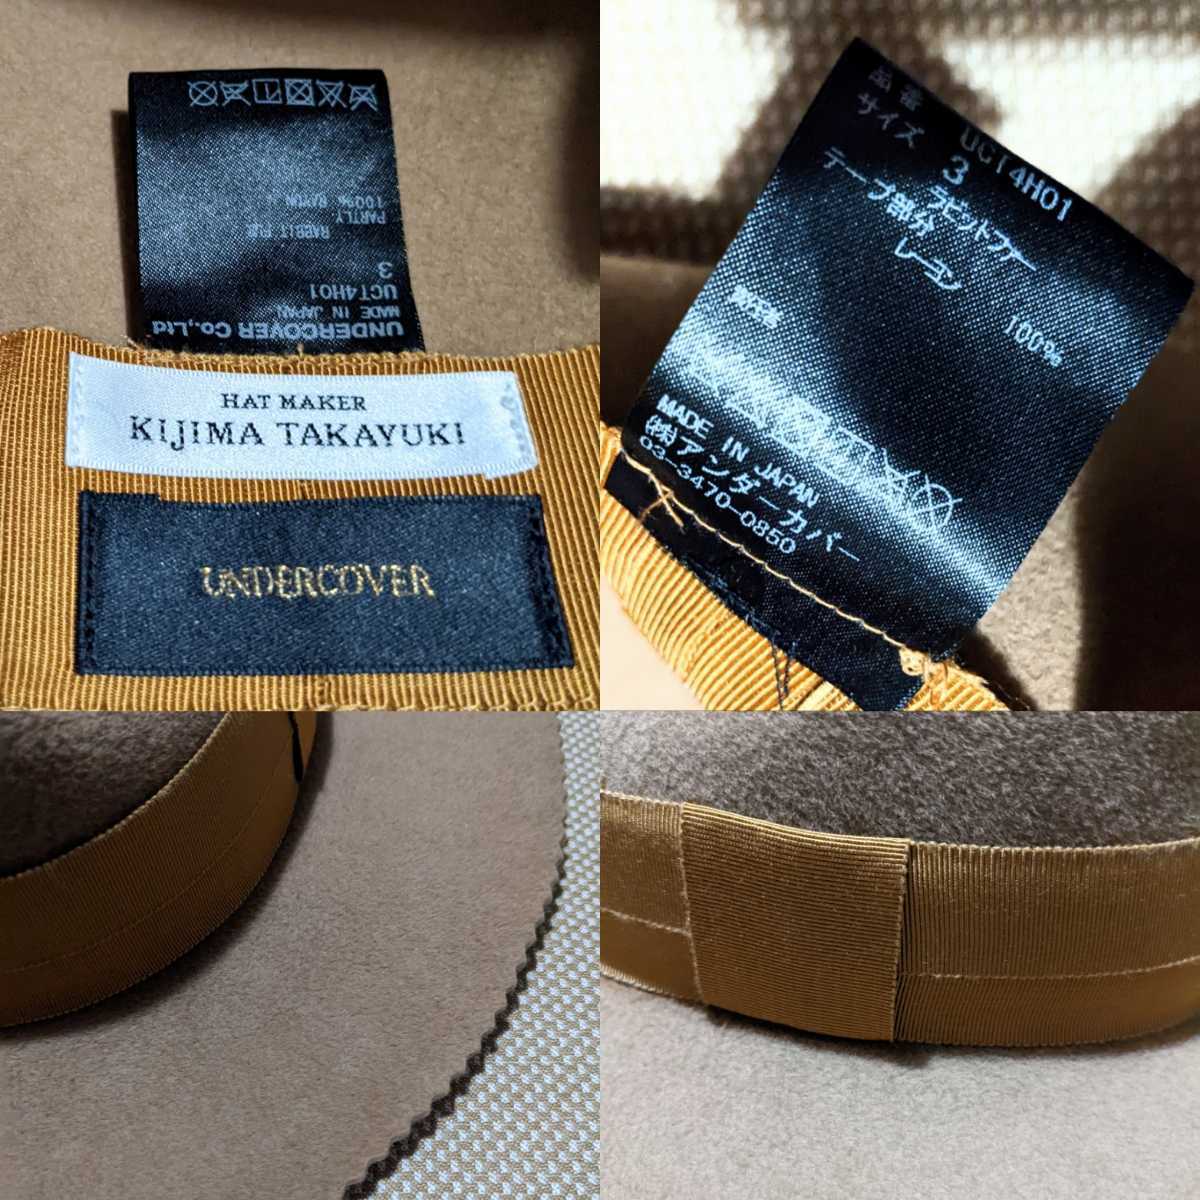 UNDERCOVER Co.,Ltd
MADE IN JAPAN
UCT4H01
3
RABBIT FUR
PARTLY
100% RAYON
HAT MAKER
KIJIMA TAKAYUKI
UNDERCOVER
品番 UCT4H01
サイズ 3
ラビットファー
テープ部分
レーヨン 100%
MADE IN JAPAN
(株)アンダーカバー
03-3470-0850